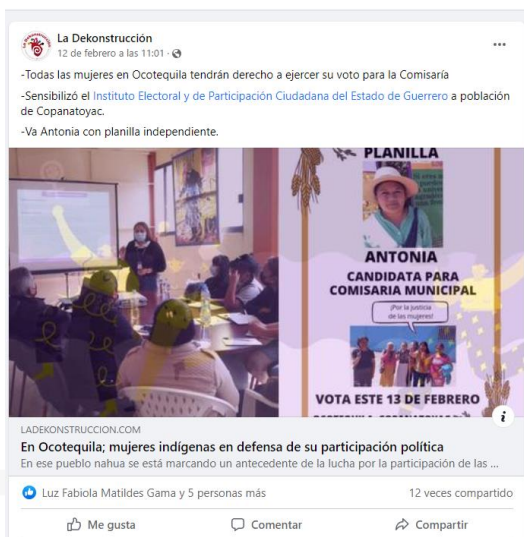 La Dekonstrucción
12 de febrero a las 11:01 ·
-Todas las mujeres en Ocotequila tendrán derecho a ejercer su voto para la Comisaría
-Sensibilizó el Instituto Electoral y de Participación Ciudadana del Estado de Guerrero a población
de Copanatoyac.
-Va Antonia con planilla independiente.
PLANILLA
ANTONIA
CANDIDATA PARA
COMISARIA MUNICIPAL
¡Por la justicia
de las mujeres!
VOTA ESTE 13 DE FEBRERO
LADEKONSTRUCCION.COM
En Ocotequila; mujeres indígenas en defensa de su participación política
En ese pueblo nahua se está marcando un antecedente de la lucha por la participación de las ...
Luz Fabiola Matildes Gama y 5 personas más
12 veces compartido
Me gusta
Comentar
Compartir